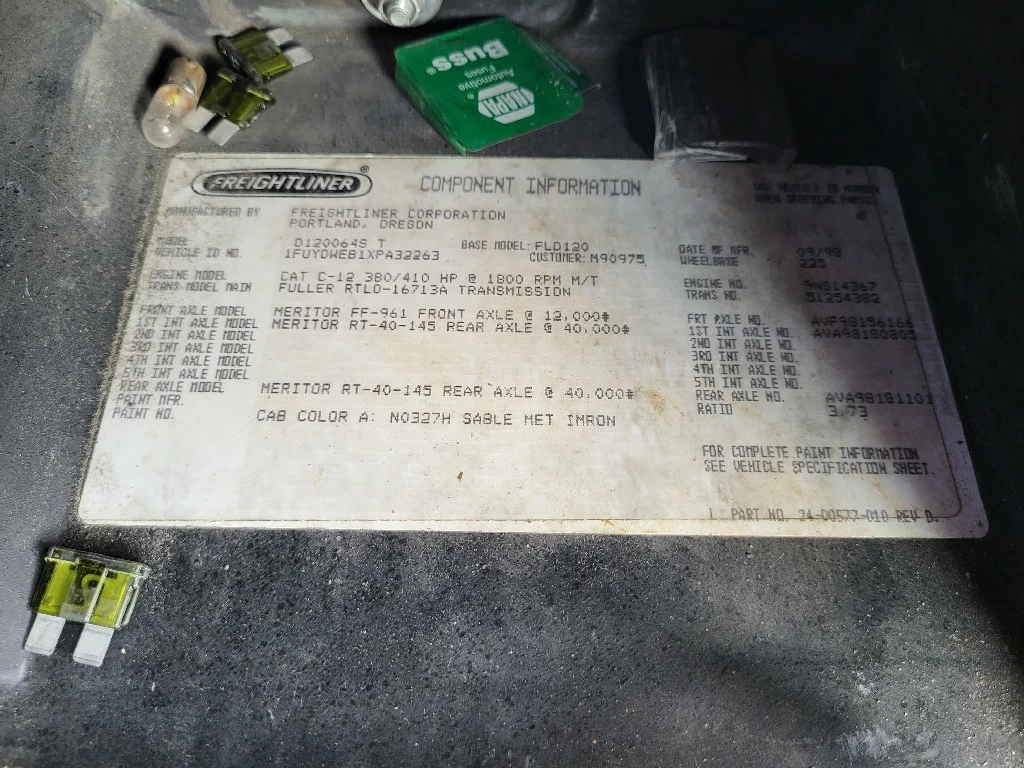 Buss®
Automotive
Fuses
NAPA
FREIGHTLINER®
COMPONENT INFORMATION
USE VEHICLE ID NUMBER
WHEN ORDERING PARTS
MANUFACTURED BY FREIGHTLINER CORPORATION
PORTLAND, OREGON
MODEL D120064S T BASE MODEL: FLD120 DATE OF MFR 09/98
VEHICLE ID NO. 1FUYDWEB1XPA32263 CUSTOMER: M90975 WHEELBASE 225
ENGINE MODEL CAT C-12 380/410 HP @ 1800 RPM M/T ENGINE NO. 9NS14367
TRANS MODEL MAIN FULLER RTLO-16713A TRANSMISSION TRANS NO. 51254382
FRONT AXLE MODEL MERITOR FF-961 FRONT AXLE @ 12,000# FRT AXLE NO. AVF98156166
1ST INT AXLE MODEL MERITOR RT-40-145 REAR AXLE @ 40,000# 1ST INT AXLE NO. AVA98180805
2ND INT AXLE MODEL 2ND INT AXLE NO.
3RD INT AXLE MODEL 3RD INT AXLE NO.
4TH INT AXLE MODEL 4TH INT AXLE NO.
5TH INT AXLE MODEL 5TH INT AXLE NO.
REAR AXLE MODEL MERITOR RT-40-145 REAR AXLE @ 40,000# REAR AXLE NO. AVA98181101
PAINT MFR. RATIO 3.73
PAINT NO. CAB COLOR A: N0327H SABLE MET IMRON
FOR COMPLETE PAINT INFORMATION
SEE VEHICLE SPECIFICATION SHEET.
PART NO. 24-00577-010 REV D.